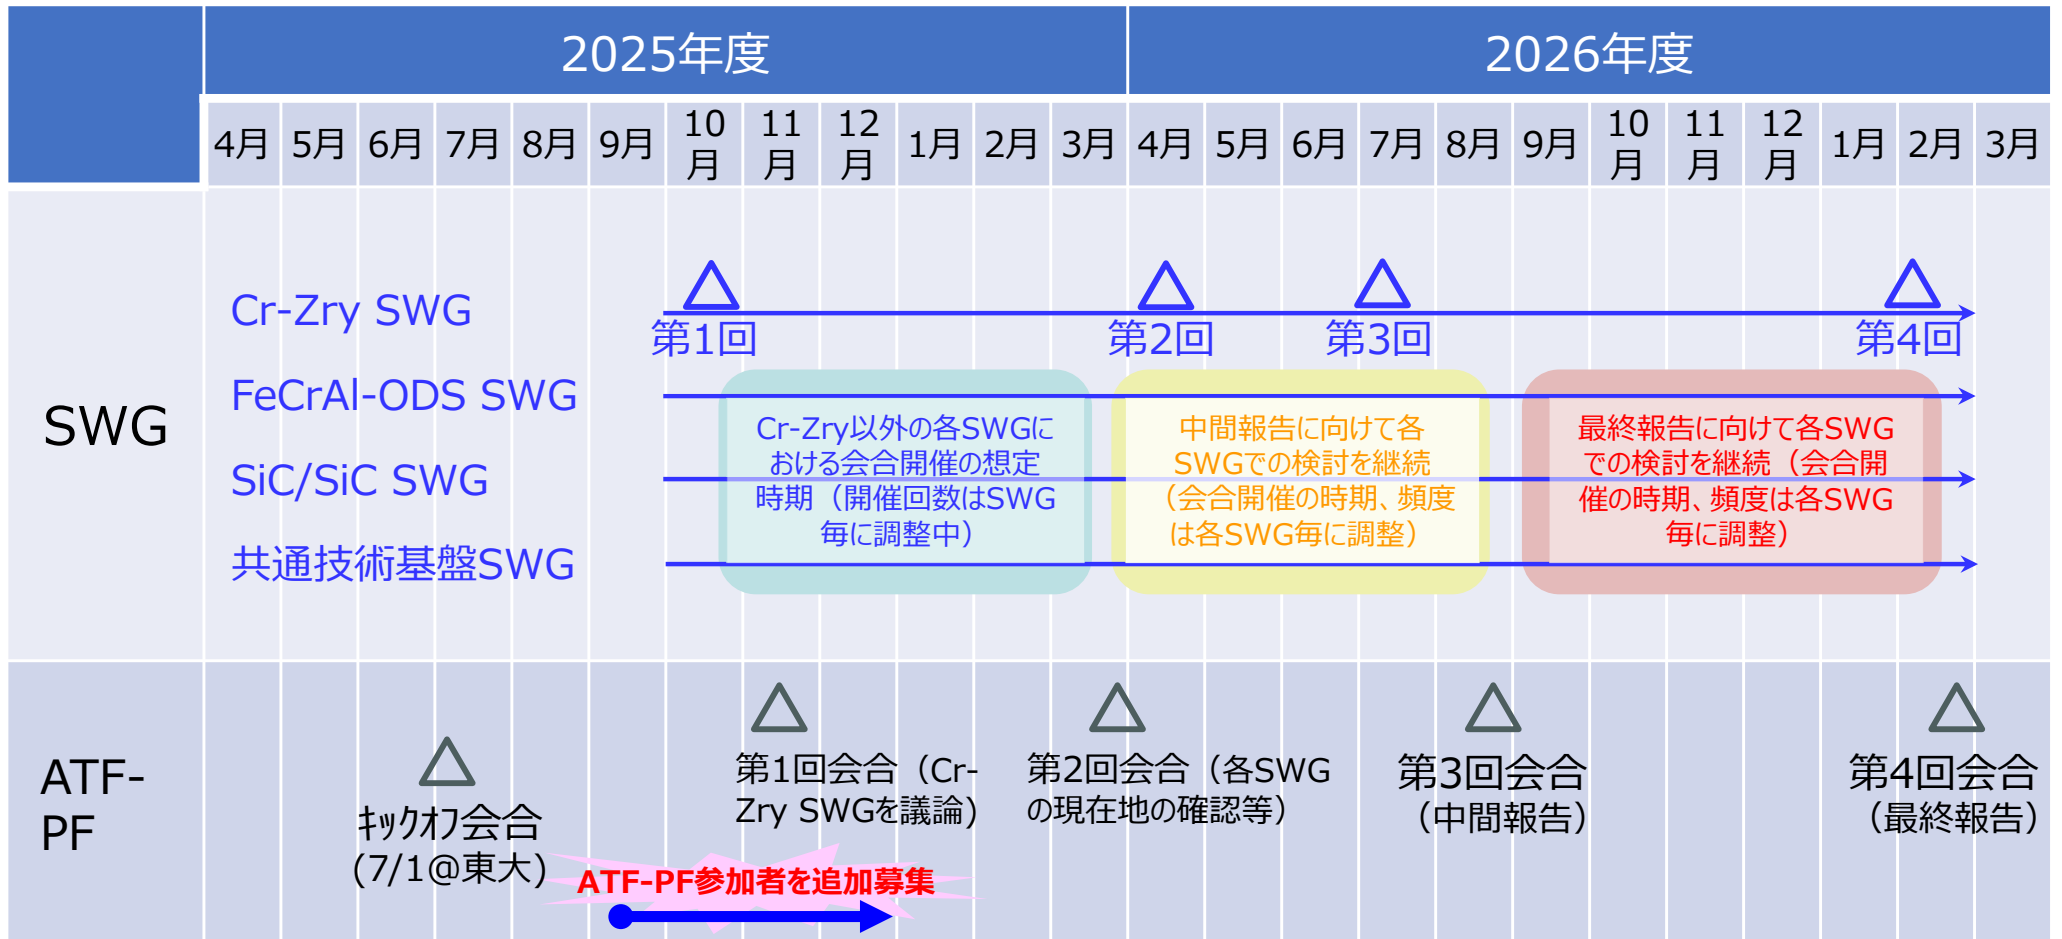 2025年度
2026年度
4月
5月
6月
7月
8月
9月
10
月
11
月
12
月
1月
2月
3月
4月
5月
6月
7月
8月
9月
10
月
11
月
12
月
1月
2月
3月
SWG
Cr-Zry SWG
第1回
第2回
第3回
第4回
FeCrAl-ODS SWG
SiC/SiC SWG
共通技術基盤SWG
Cr-Zry以外の各SWGに
おける会合開催の想定
時期（開催回数はSWG
毎に調整中）
中間報告に向けて各
SWGでの検討を継続
（会合開催の時期、頻度
は各SWG毎に調整）
最終報告に向けて各SWG
での検討を継続（会合開
催の時期、頻度は各SWG
毎に調整）
ATF-
PF
ｷｯｸｵﾌ会合
(7/1@東大)
第1回会合（Cr-
Zry SWGを議論)
第2回会合（各SWG
の現在地の確認等）
第3回会合
（中間報告）
第4回会合
（最終報告）
ATF-PF参加者を追加募集